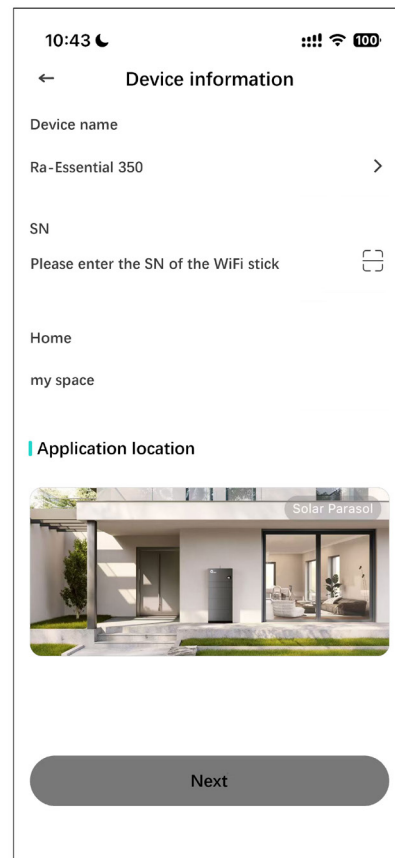 10:43
100
Device information
Device name
Ra-Essential 350
SN
Please enter the SN of the WiFi stick
Home
my space
Application location
Solar Parasol
Next